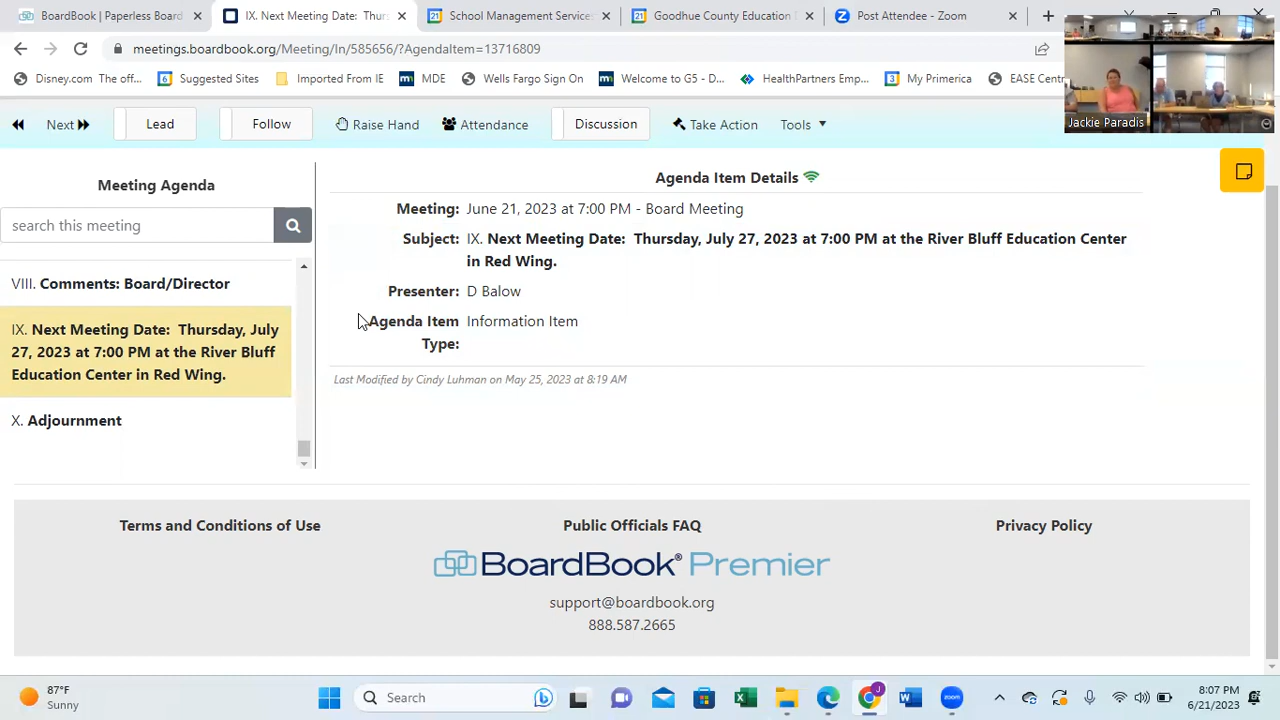 BoardBook | Paperless Board
IX. Next Meeting Date: Thurs
School Management Services
Goodhue County Education D
Post Attendee - Zoom
meetings.boardbook.org/Meeting/In/585656/?AgendaItemId=13716809
Disney.com The off...
Suggested Sites
Imported From IE
MDE
Wells Fargo Sign On
Welcome to G5 - Dv...
HealthPartners Emp...
My Primerica
EASE Cent
Jackie Paradis
Next
Lead
Follow
Raise Hand
Attendance
Discussion
Take Action
Tools
Meeting Agenda
search this meeting
VIII. Comments: Board/Director
IX. Next Meeting Date: Thursday, July
27, 2023 at 7:00 PM at the River Bluff
Education Center in Red Wing.
X. Adjournment
Agenda Item Details
Meeting: June 21, 2023 at 7:00 PM - Board Meeting
Subject: IX. Next Meeting Date: Thursday, July 27, 2023 at 7:00 PM at the River Bluff Education Center
in Red Wing.
Presenter: D Balow
Agenda Item Information Item
Type:
Last Modified by Cindy Luhman on May 25, 2023 at 8:19 AM
Terms and Conditions of Use
Public Officials FAQ
Privacy Policy
BoardBook® Premier
support@boardbook.org
888.587.2665
87°F
Sunny
Search
8:07 PM
6/21/2023